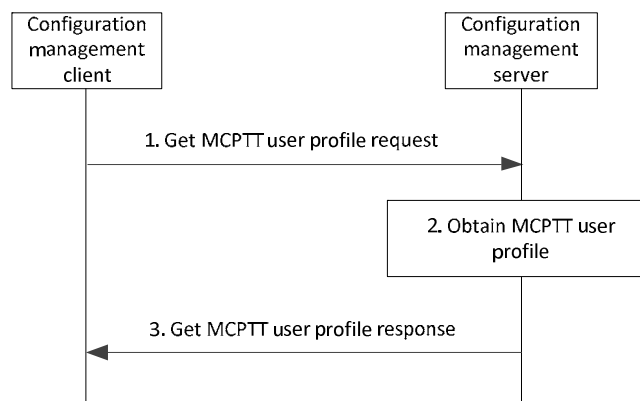 Configuration
management
client
Configuration
management
server
1. Get MCPTT user profile request
2. Obtain MCPTT user
profile
3. Get MCPTT user profile response